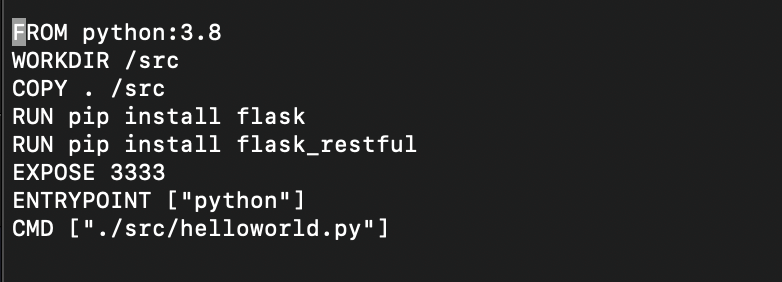 FROM python:3.8
WORKDIR /src
COPY . /src
RUN pip install flask
RUN pip install flask_restful
EXPOSE 3333
ENTRYPOINT ["python"]
CMD ["./src/helloworld.py"]